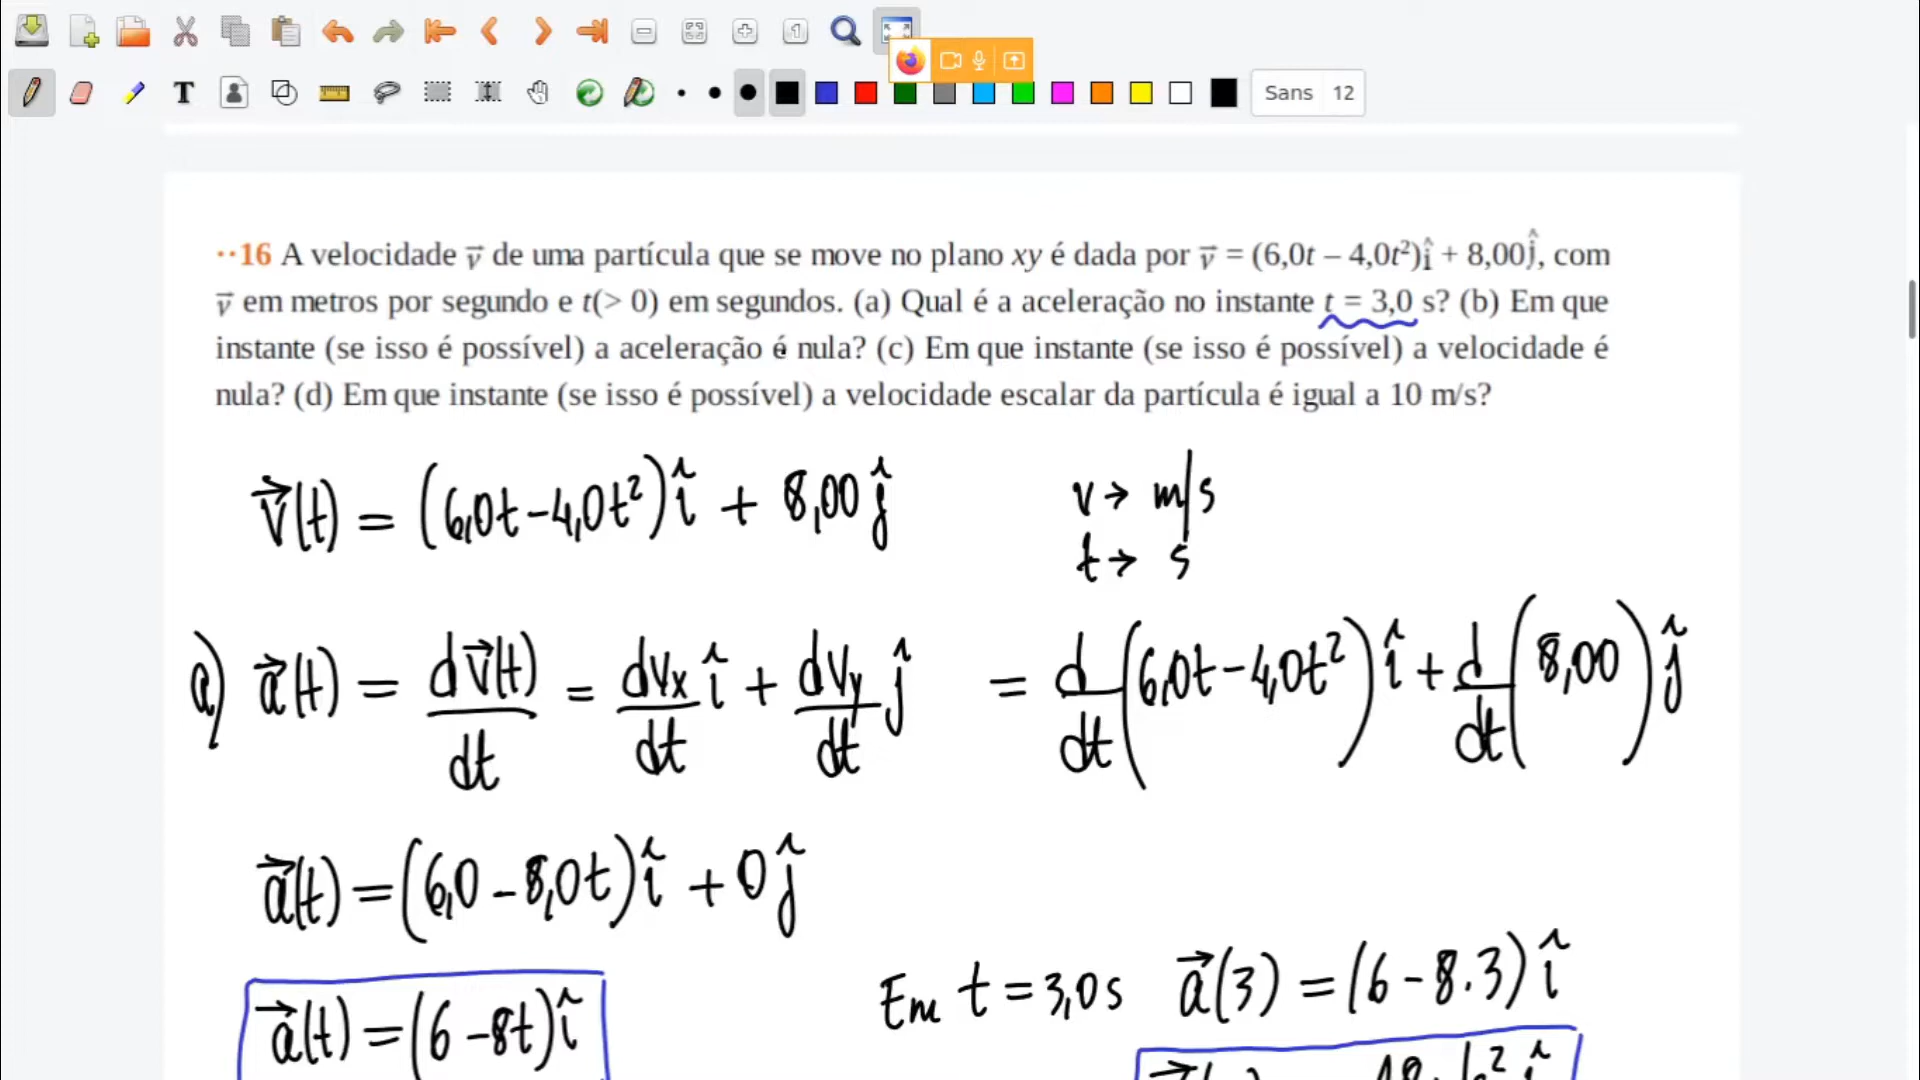 T
1
Sans 12
··16 A velocidade v⃗ de uma partícula que se move no plano xy é dada por v⃗ = (6,0t – 4,0t²)î + 8,00ĵ, com
v⃗ em metros por segundo e t(> 0) em segundos. (a) Qual é a aceleração no instante t = 3,0 s? (b) Em que
instante (se isso é possível) a aceleração é nula? (c) Em que instante (se isso é possível) a velocidade é
nula? (d) Em que instante (se isso é possível) a velocidade escalar da partícula é igual a 10 m/s?
v⃗(t) = (6,0t-4,0t²)î + 8,00ĵ
v → m/s
t → s
a) a⃗(t) = dv⃗(t)/dt = dvx/dt î + dvy/dt ĵ = d/dt (6,0t-4,0t²)î + d/dt (8,00)ĵ
a⃗(t) = (6,0-8,0t)î + 0ĵ
Em t = 3,0s a⃗(3) = (6-8.3)î
a⃗(t) = (6-8t)î